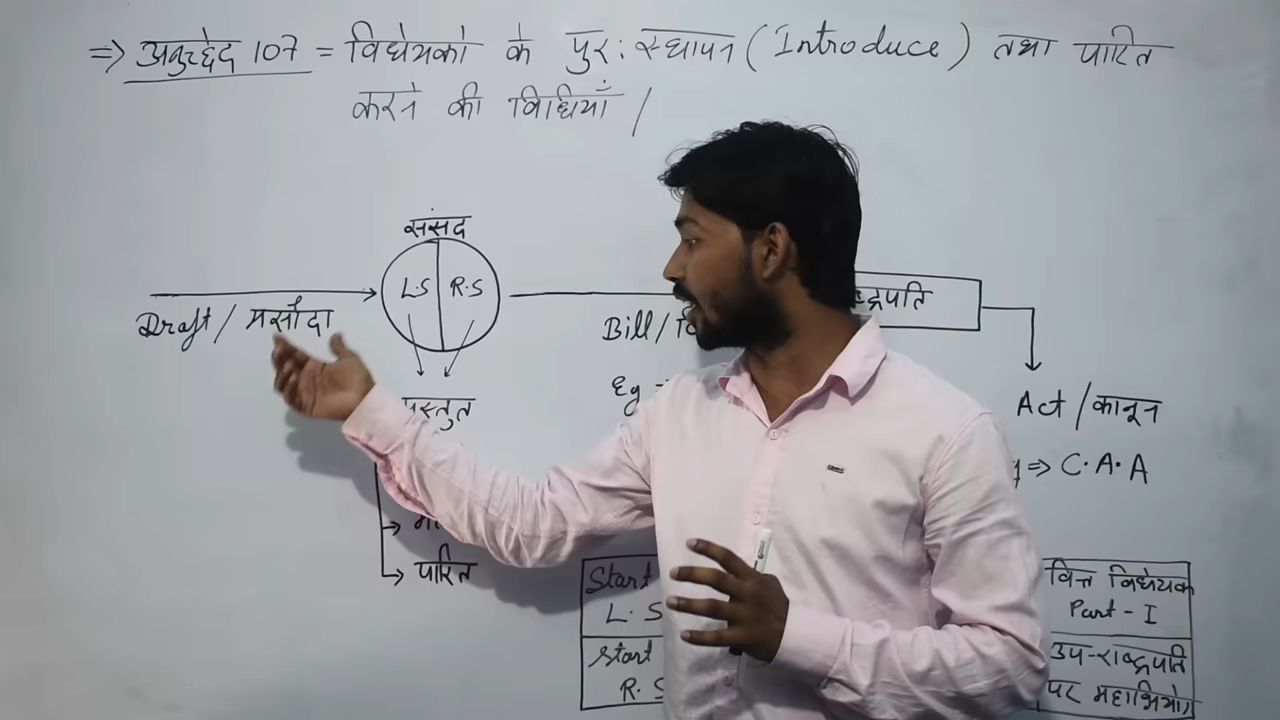 ⇒ अनुच्छेद 107 = विधेयको के पुरः स्थापन (Introduce) तथा पारित
करने की विधियाँ /
संसद
L.S R.S
Draft / मसौदा
Bill /
Eg
प्रस्तुत
पारित
Act / कानून
⇒ C.A.A
Start
L.S
Start
R.S
वित्त विधेयक
Part - I
उप-राष्ट्रपति
पर महाभियोग